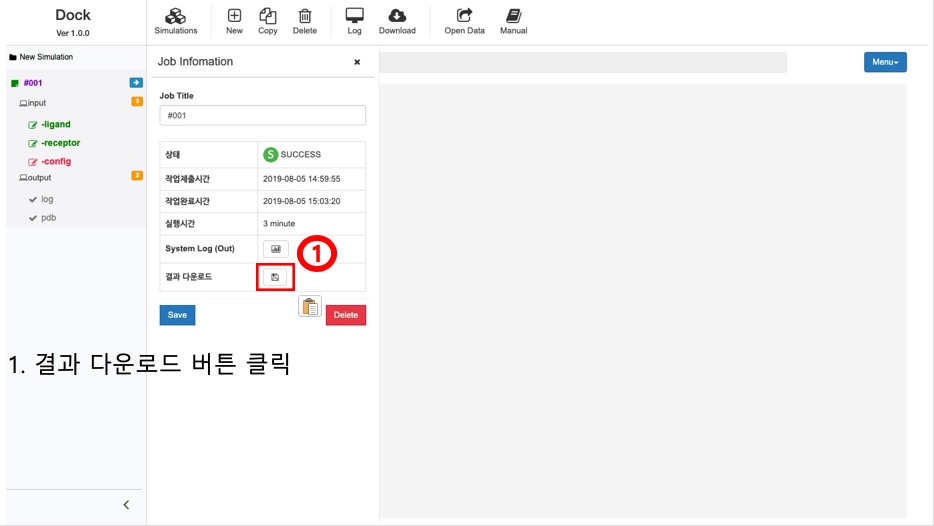 Dock
Ver 1.0.0
Simulations
New
Copy
Delete
Log
Download
Open Data
Manual
New Simulation
#001
input
3
-ligand
-receptor
-config
output
2
log
pdb
Job Infomation
Menu
Job Title
#001
상태
S SUCCESS
작업제출시간
2019-08-05 14:59:55
작업완료시간
2019-08-05 15:03:20
실행시간
3 minute
System Log (Out)
1
결과 다운로드
Save
Delete
1. 결과 다운로드 버튼 클릭